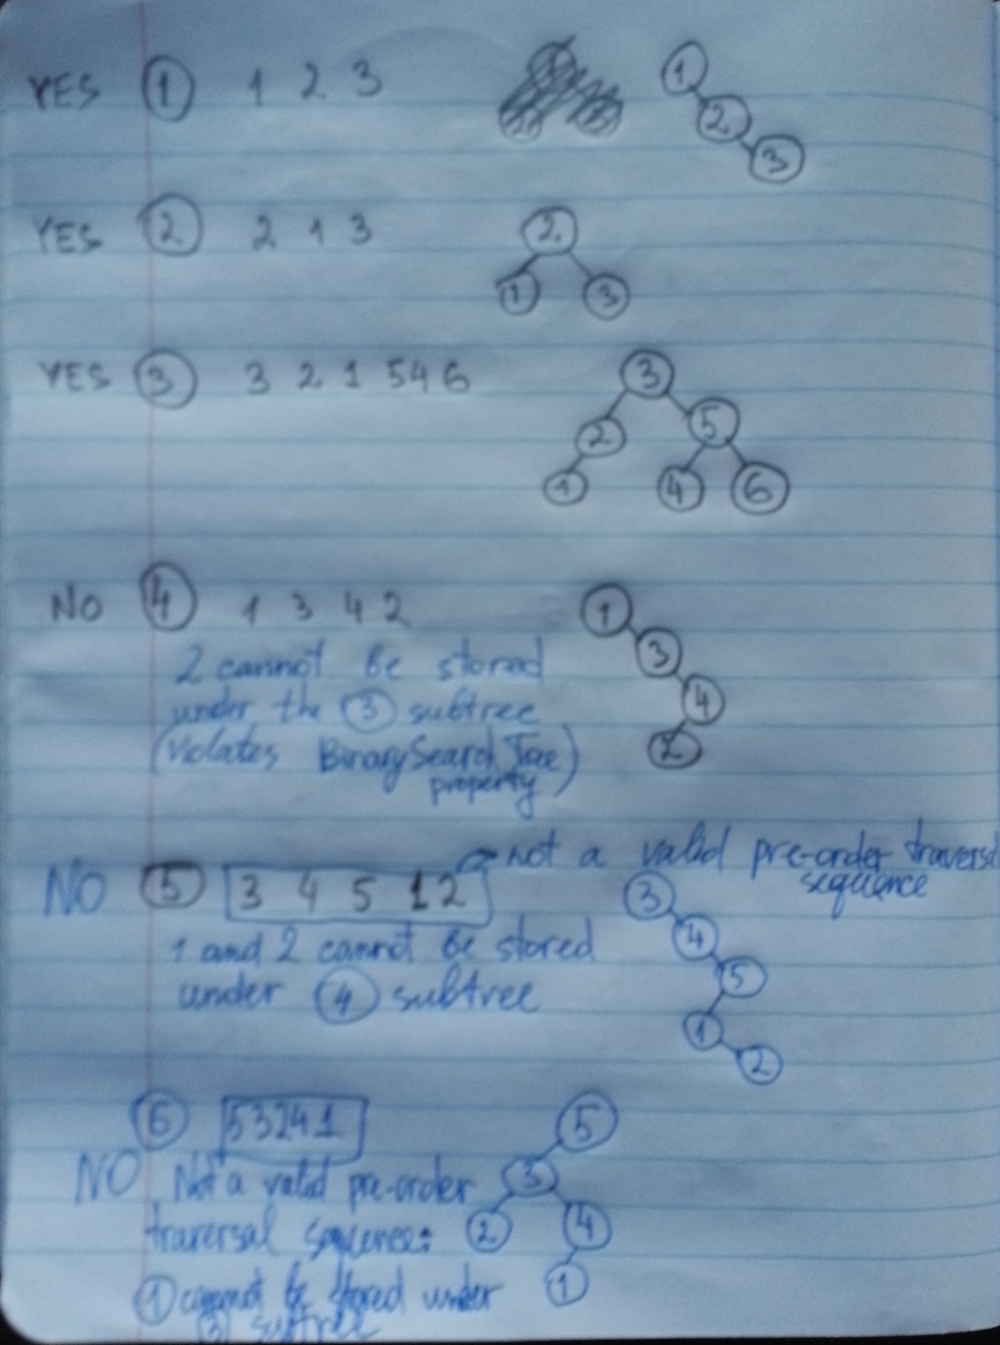 YES ① 1 2 3
1
2
3
YES ② 2 1 3
2
1 3
YES ③ 3 2 1 5 4 6
3
2 5
1 4 6
NO ④ 1 3 4 2
1
3
4
2
2 cannot be stored
under the ③ subtree
(violates Binary Search Tree
property)
not a valid pre-order traversal
sequence
NO ⑤ 3 4 5 1 2
3
4
5
1
2
1 and 2 cannot be stored
under ④ subtree
⑥ 5 3 2 4 1
5
3
2 4
1
NO Not a valid pre-order
traversal sequence:
① cannot be stored under
③ subtree